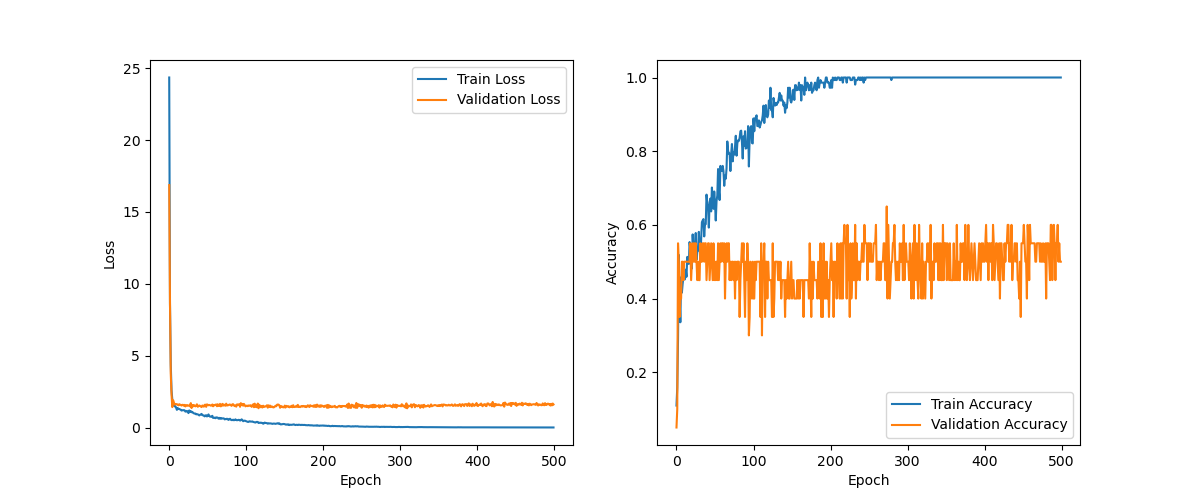 25
20
15
10
5
0
Loss
0 100 200 300 400 500
Epoch
Train Loss
Validation Loss
1.0
0.8
0.6
0.4
0.2
Accuracy
0 100 200 300 400 500
Epoch
Train Accuracy
Validation Accuracy